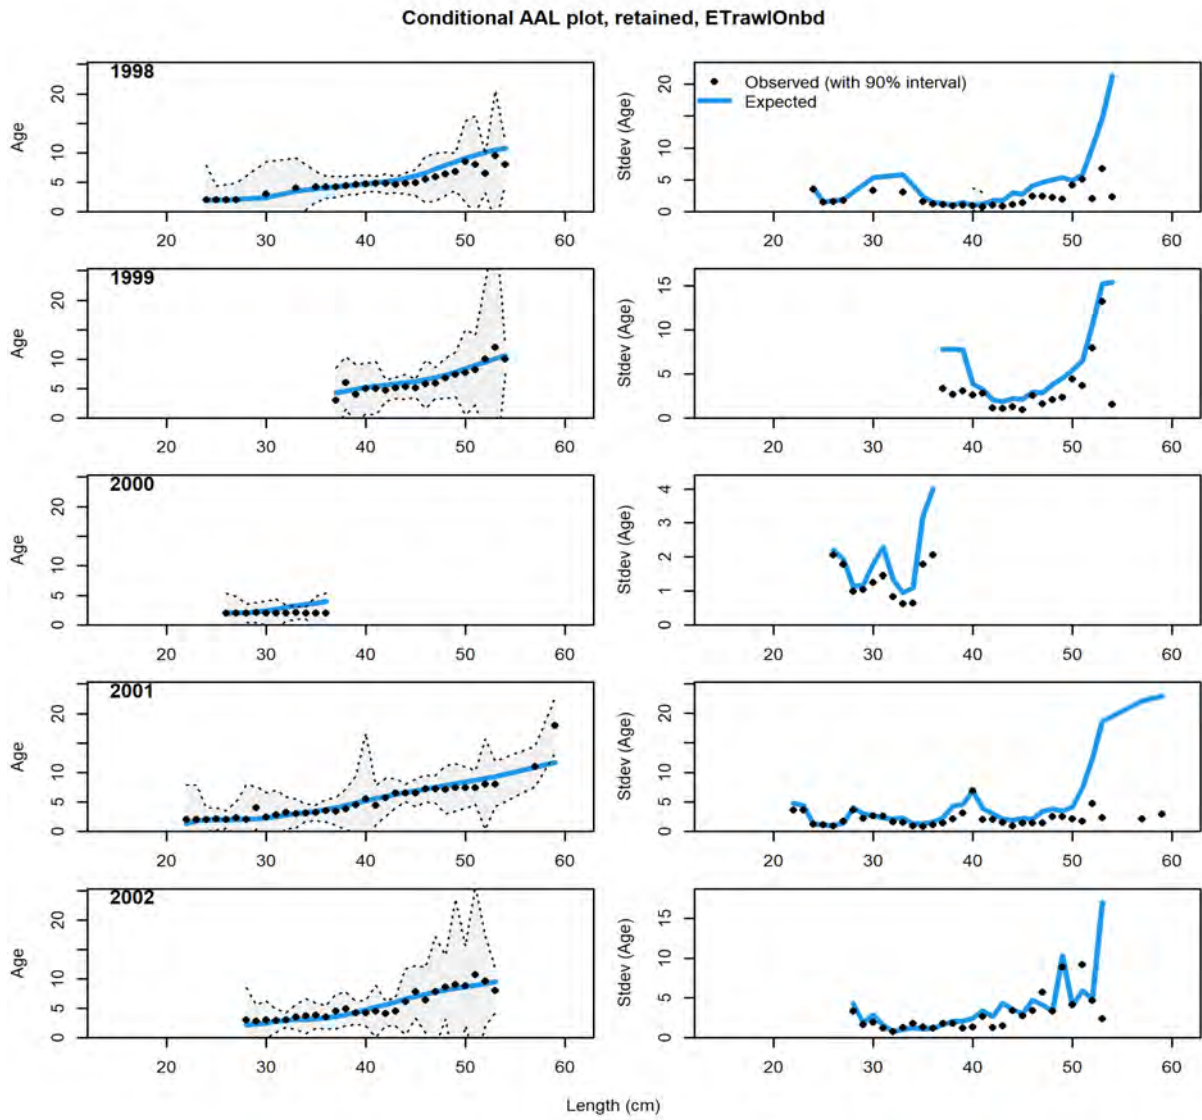 Conditional AAL plot, retained, ETrawlOnbd
1998
Age
0 5 10 20
20 30 40 50 60
Stdev (Age)
0 5 10 20
Observed (with 90% interval)
Expected
20 30 40 50 60
1999
Age
0 5 10 20
20 30 40 50 60
Stdev (Age)
0 5 10 15
20 30 40 50 60
2000
Age
0 5 10 20
20 30 40 50 60
Stdev (Age)
0 1 2 3 4
20 30 40 50 60
2001
Age
0 5 10 20
20 30 40 50 60
Stdev (Age)
0 5 10 20
20 30 40 50 60
2002
Age
0 5 10 20
20 30 40 50 60
Stdev (Age)
0 5 10 15
20 30 40 50 60
Length (cm)